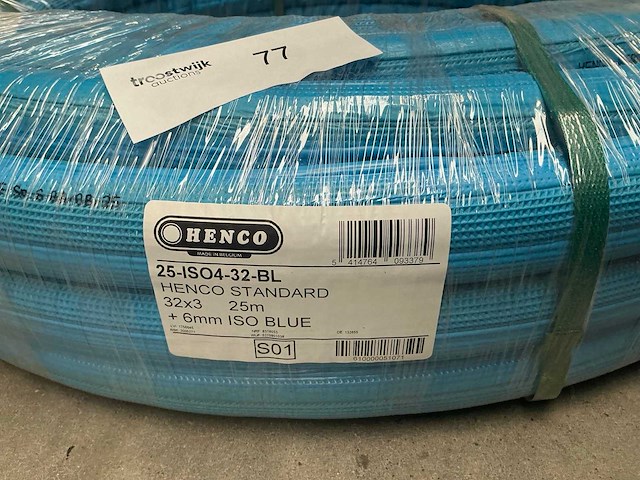 troostwijk
auctions
77
HENCO
MADE IN BELGIUM
5 414764 093379
25-ISO4-32-BL
HENCO STANDARD
32x3 25m
+ 6mm ISO BLUE
S01
610000051071